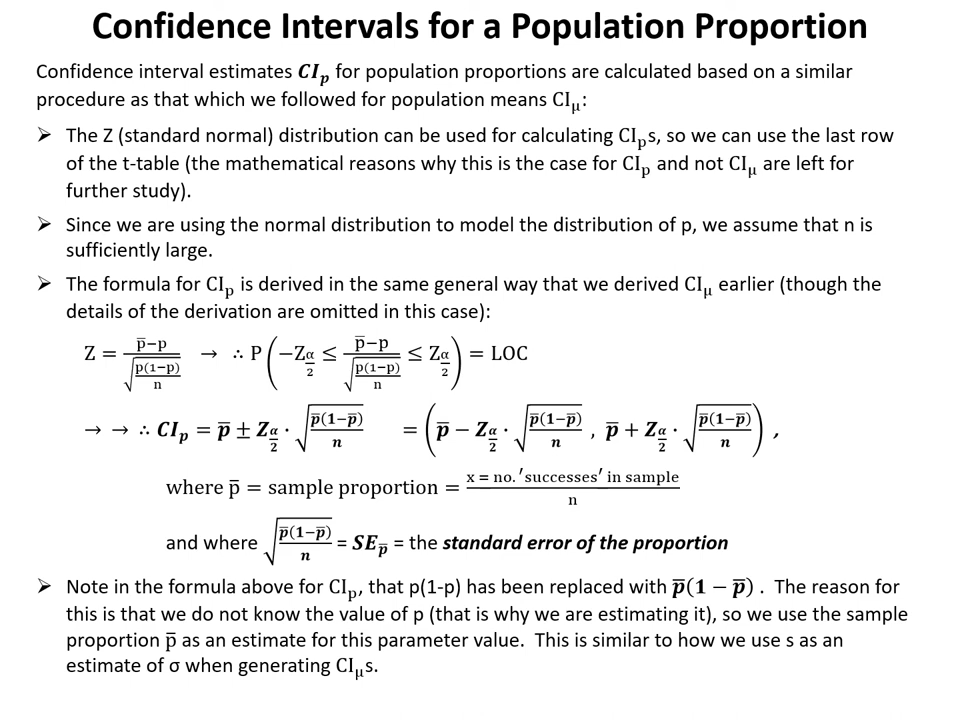 Confidence Intervals for a Population Proportion
Confidence interval estimates CIₚ for population proportions are calculated based on a similar
procedure as that which we followed for population means CI_μ:
➢ The Z (standard normal) distribution can be used for calculating CIₚs, so we can use the last row
of the t-table (the mathematical reasons why this is the case for CIₚ and not CI_μ are left for
further study).
➢ Since we are using the normal distribution to model the distribution of p, we assume that n is
sufficiently large.
➢ The formula for CIₚ is derived in the same general way that we derived CI_μ earlier (though the
details of the derivation are omitted in this case):
Z = (p̅−p)/√(p(1−p)/n) → ∴ P(−Z_(α/2) ≤ (p̅−p)/√(p(1−p)/n) ≤ Z_(α/2)) = LOC
→ → ∴ CIₚ = p̅ ± Z_(α/2) · √(p̅(1−p̅)/n) = (p̅ − Z_(α/2) · √(p̅(1−p̅)/n) , p̅ + Z_(α/2) · √(p̅(1−p̅)/n)) ,
where p̅ = sample proportion = (x = no.′successes′ in sample)/n
and where √(p̅(1−p̅)/n) = SE_p̅ = the standard error of the proportion
➢ Note in the formula above for CIₚ, that p(1-p) has been replaced with p̅(1 − p̅) . The reason for
this is that we do not know the value of p (that is why we are estimating it), so we use the sample
proportion p̅ as an estimate for this parameter value. This is similar to how we use s as an
estimate of σ when generating CI_μs.